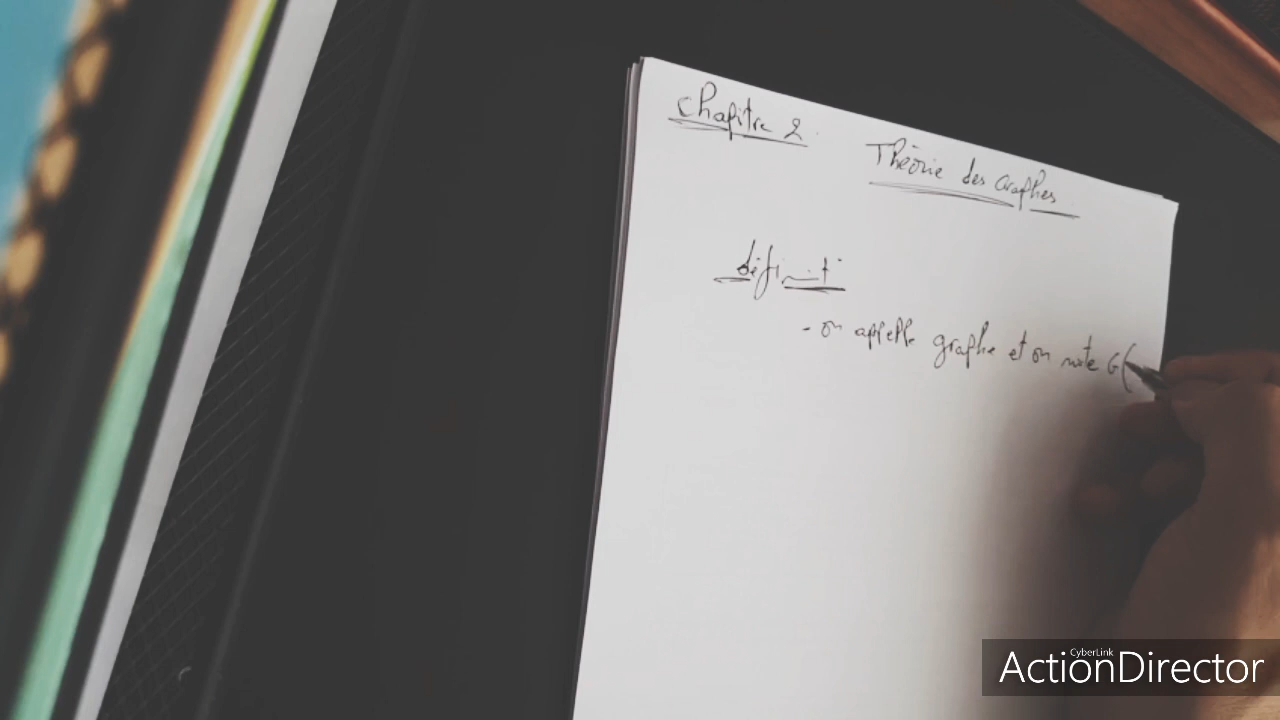 Chapitre 2
Théorie des Graphes
définit°
- on appelle graphe et on note G(
CyberLink
ActionDirector